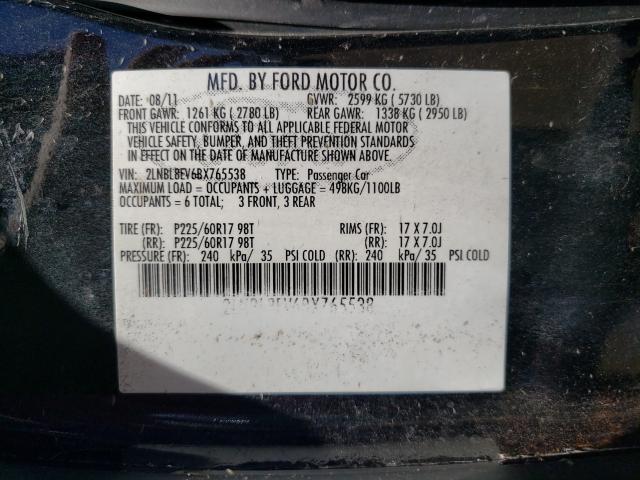 MFD. BY FORD MOTOR CO.
DATE: 08/11 GVWR: 2599 KG ( 5730 LB)
FRONT GAWR: 1261 KG ( 2780 LB) REAR GAWR: 1338 KG ( 2950 LB)
THIS VEHICLE CONFORMS TO ALL APPLICABLE FEDERAL MOTOR
VEHICLE SAFETY, BUMPER, AND THEFT PREVENTION STANDARDS
IN EFFECT ON THE DATE OF MANUFACTURE SHOWN ABOVE.
VIN: 2LNBL8EV6BX765538 TYPE: Passenger Car
MAXIMUM LOAD = OCCUPANTS + LUGGAGE = 498KG/1100LB
OCCUPANTS = 6 TOTAL; 3 FRONT, 3 REAR
TIRE (FR): P225/60R17 98T RIMS (FR): 17 X 7.0J
(RR): P225/60R17 98T (RR): 17 X 7.0J
PRESSURE (FR): 240 kPa/ 35 PSI COLD (RR): 240 kPa/ 35 PSI COLD
2LNBL8EV6BX765538